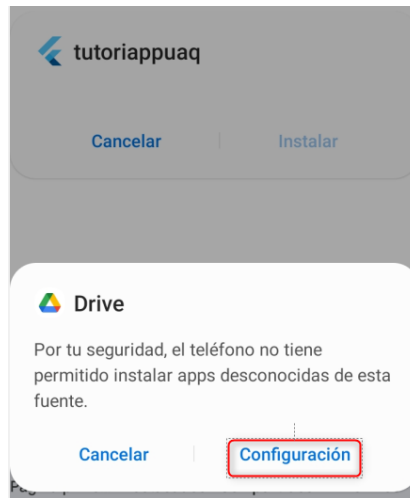 tutoriappuaq
Cancelar
Instalar
Drive
Por tu seguridad, el teléfono no tiene
permitido instalar apps desconocidas de esta
fuente.
Cancelar
Configuración